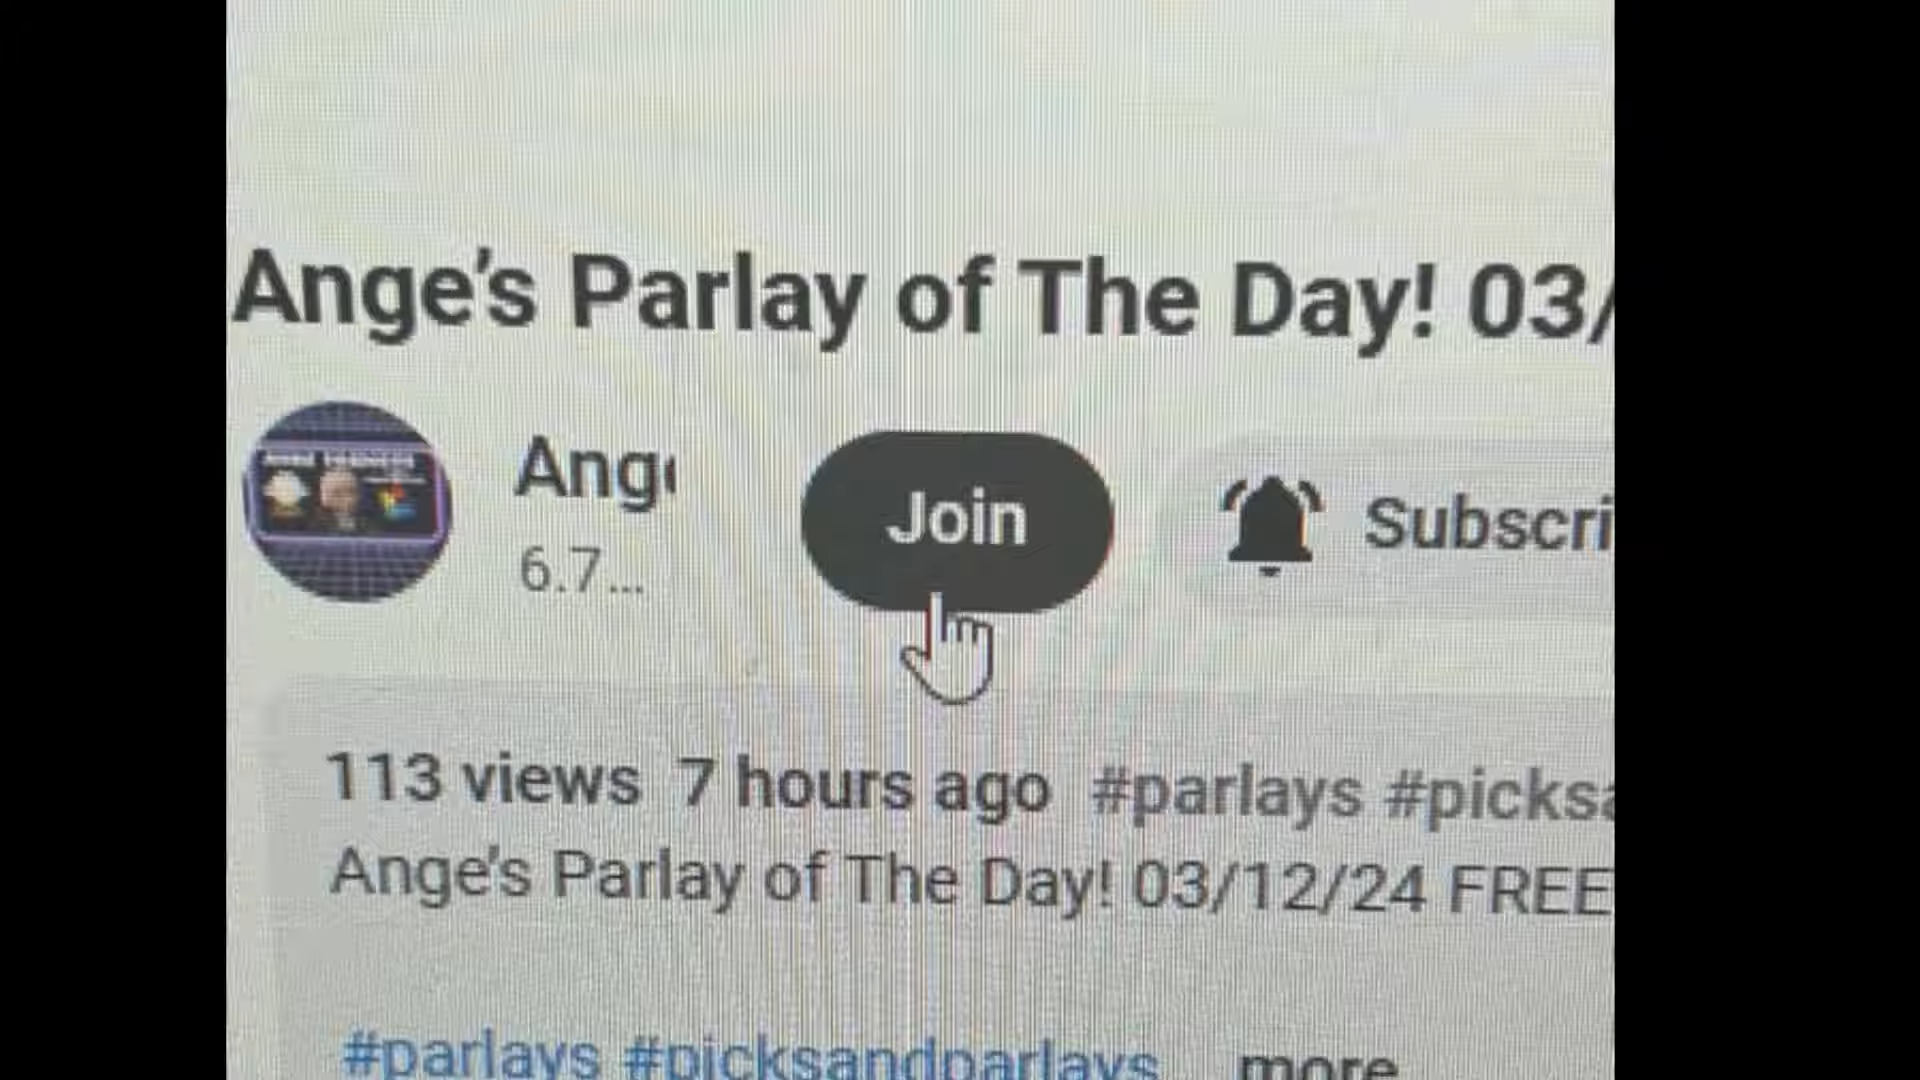 Ange's Parlay of The Day! 03/
Ang
6.7...
Join
Subscri
113 views 7 hours ago #parlays #picks
Ange's Parlay of The Day! 03/12/24 FREE
#parlays #picksandparlays more